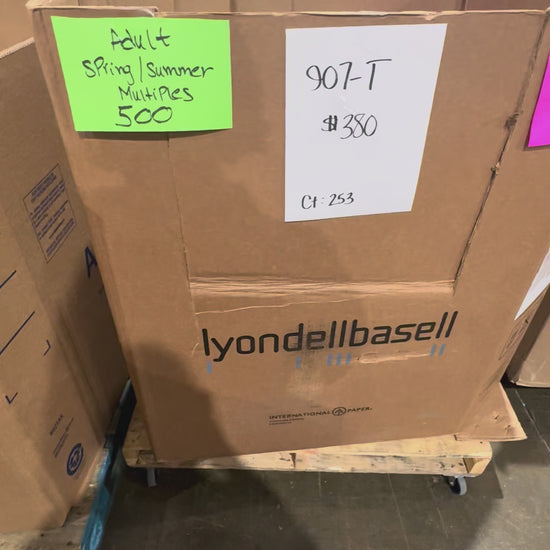 Adult
Spring/Summer
Multiples
500
907-T
$380
Ct: 253
lyondellbasell
INTERNATIONAL PAPER